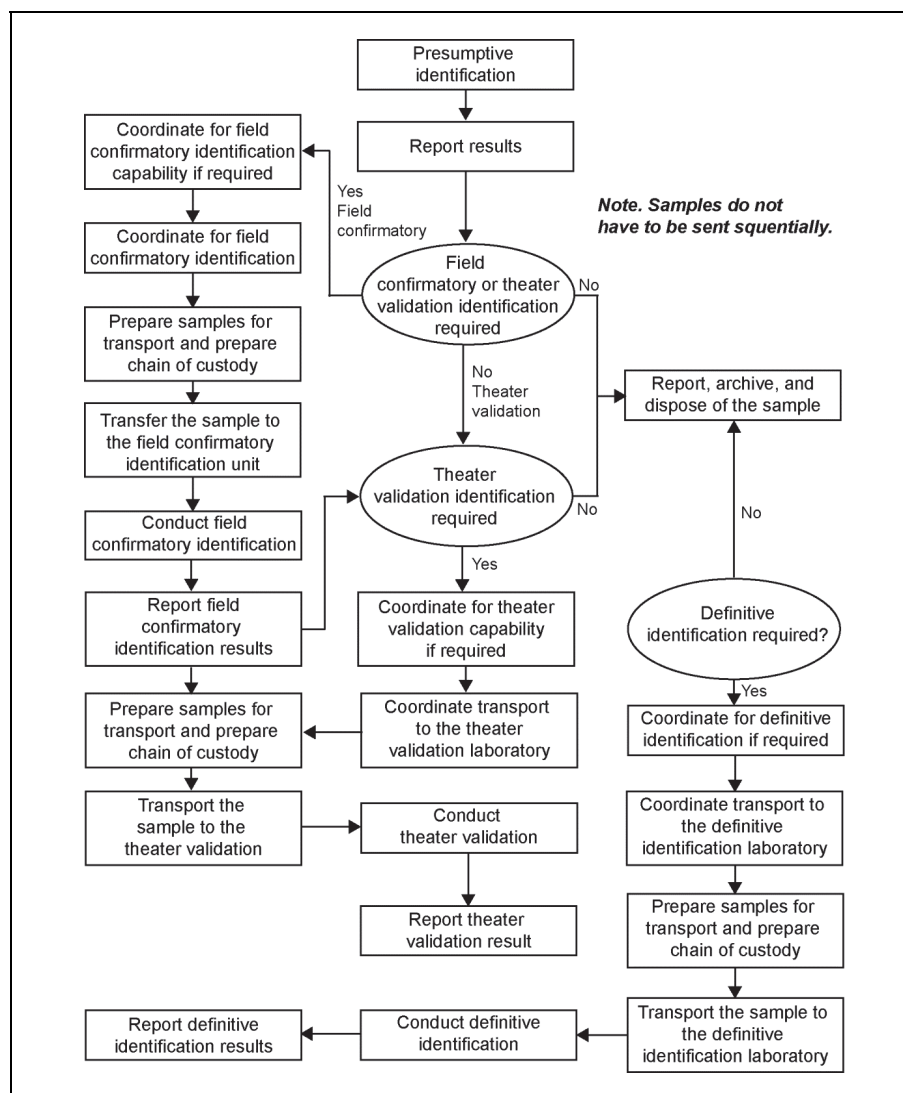 Presumptive
identification
Report results
Coordinate for field
confirmatory identification
capability if required
Yes
Field
confirmatory
Note. Samples do not
have to be sent squentially.
Coordinate for field
confirmatory identification
Field
confirmatory or theater
validation identification
required
No
Prepare samples for
transport and prepare
chain of custody
No
Theater
validation
Report, archive, and
dispose of the sample
Transfer the sample to
the field confirmatory
identification unit
Theater
validation identification
required
No
No
Conduct field
confirmatory identification
Yes
Report field
confirmatory
identification results
Coordinate for theater
validation capability
if required
Definitive
identification required?
Yes
Prepare samples for
transport and prepare
chain of custody
Coordinate transport
to the theater
validation laboratory
Coordinate for definitive
identification if required
Transport the
sample to the
theater validation
Conduct
theater validation
Coordinate transport to
the definitive
identification laboratory
Report theater
validation result
Prepare samples for
transport and prepare
chain of custody
Report definitive
identification results
Conduct definitive
identification
Transport the sample to
the definitive
identification laboratory